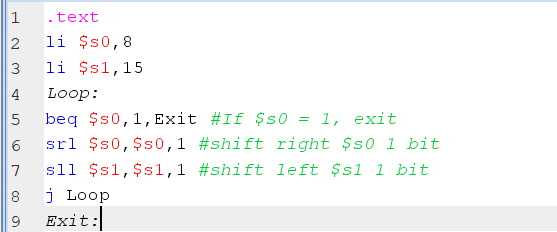 1 .text
2 li $s0,8
3 li $s1,15
4 Loop:
5 beq $s0,1,Exit #If $s0 = 1, exit
6 srl $s0,$s0,1 #shift right $s0 1 bit
7 sll $s1,$s1,1 #shift left $s1 1 bit
8 j Loop
9 Exit: